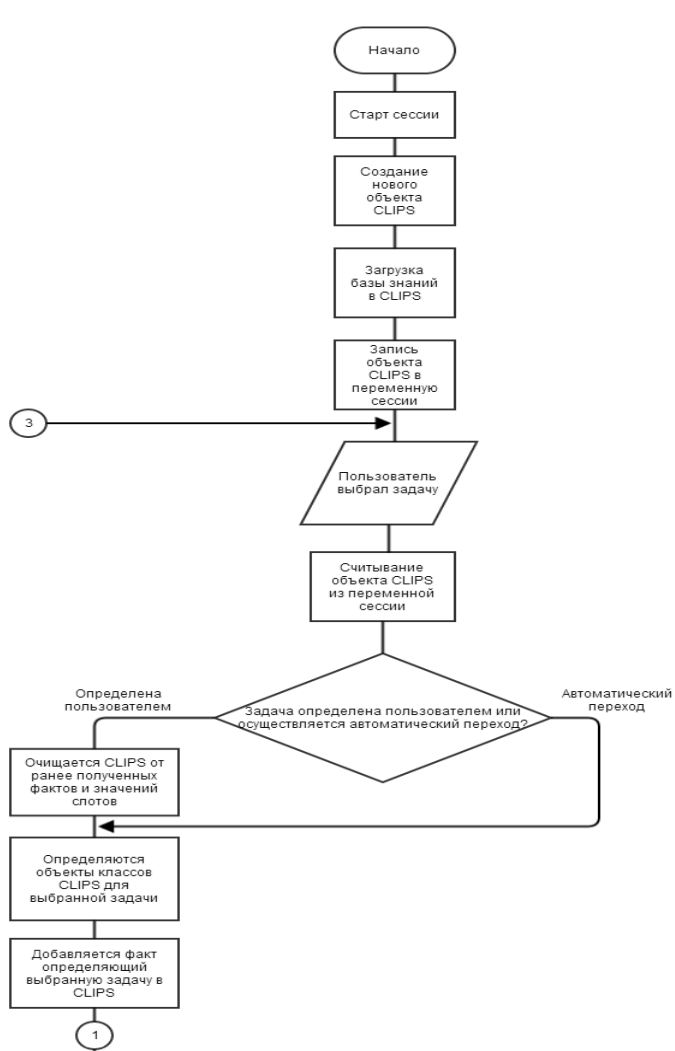 Начало
Старт сессии
Создание
нового
объекта
CLIPS
Загрузка
базы знаний
в CLIPS
Запись
объекта
CLIPS в
переменную
сессии
3
Пользователь
выбрал задачу
Считывание
объекта CLIPS
из переменной
сессии
Определена
пользователем
Задача определена пользователем или
осуществляется автоматический переход?
Автоматический
переход
Очищается CLIPS от
ранее полученных
фактов и значений
слотов
Определяются
объекты классов
CLIPS для
выбранной задачи
Добавляется факт
определяющий
выбранную задачу в
CLIPS
1